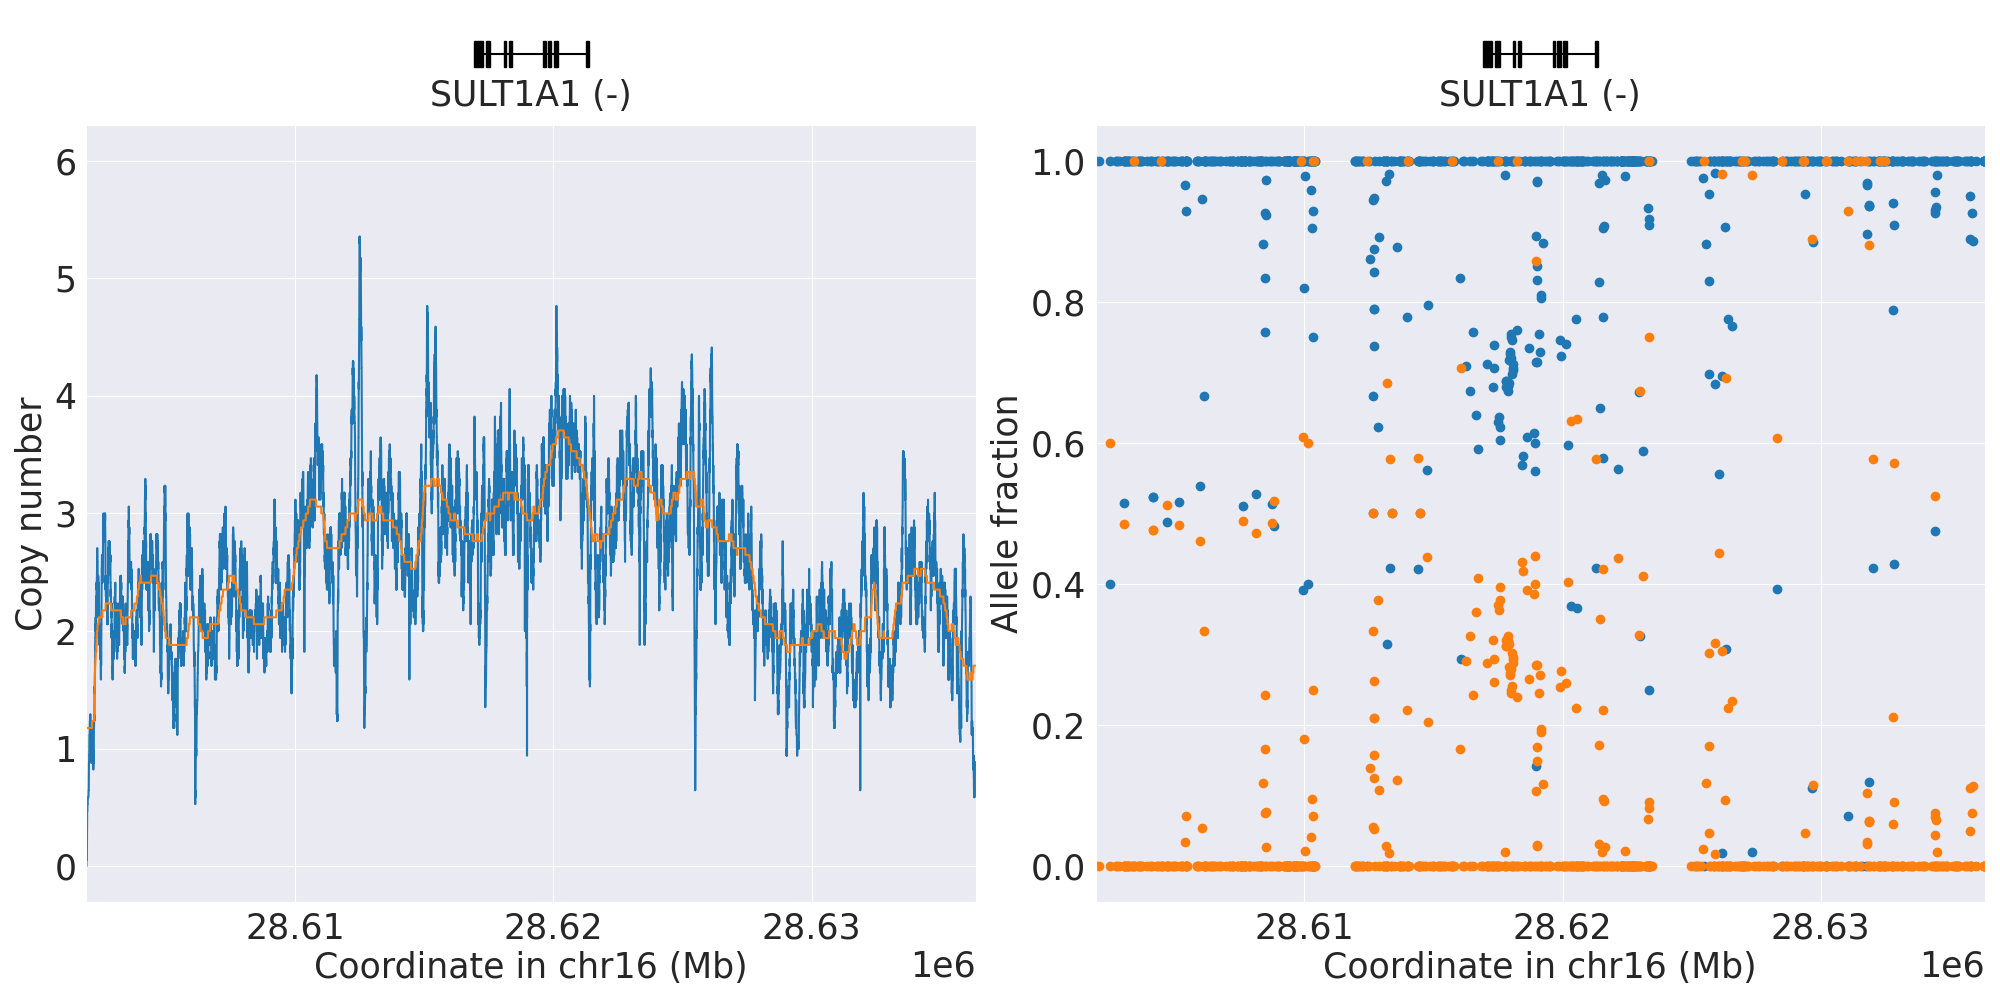 SULT1A1 (-)
6
5
4
3
2
1
0
Copy number
28.61
28.62
28.63
Coordinate in chr16 (Mb)
1e6
SULT1A1 (-)
1.0
0.8
0.6
0.4
0.2
0.0
Allele fraction
28.61
28.62
28.63
Coordinate in chr16 (Mb)
1e6